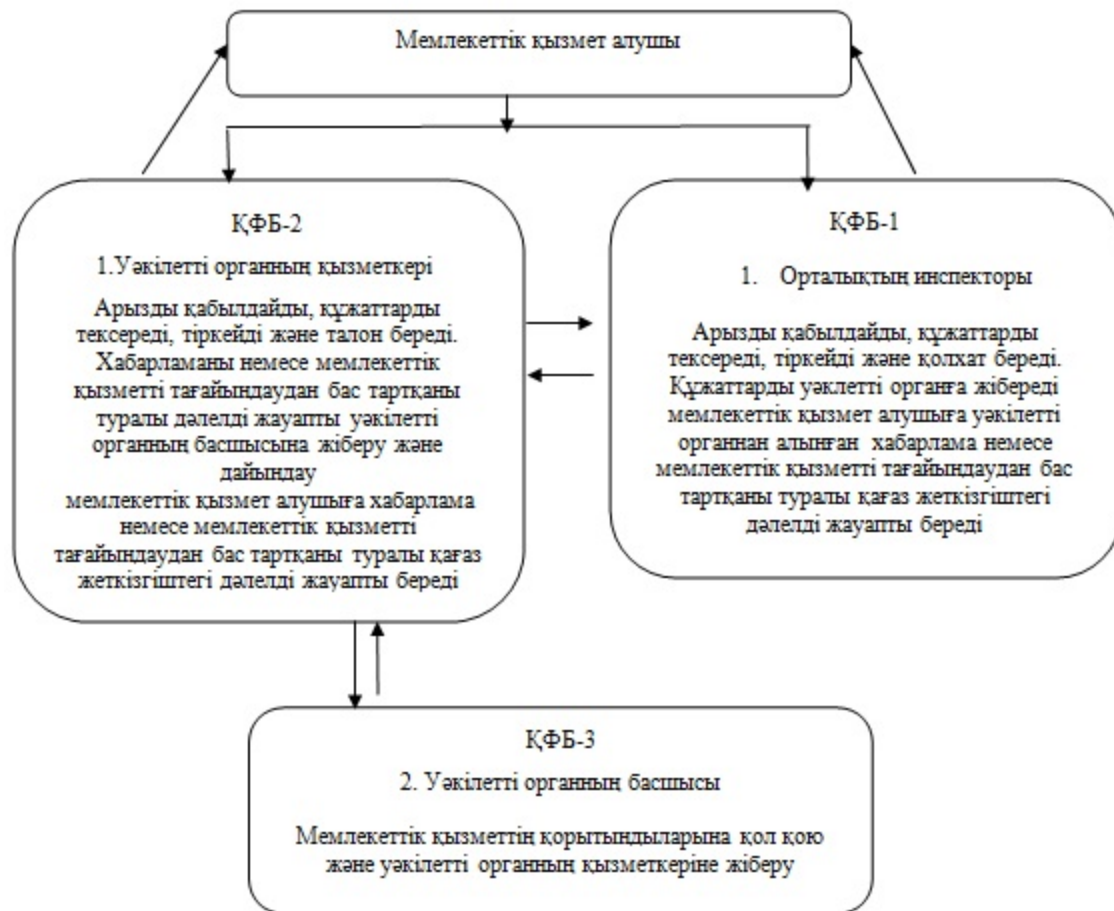 Мемлекеттік қызмет алушы
ҚФБ-2
1.Уәкілетті органның қызметкері
Арызды қабылдайды, құжаттарды
тексереді, тіркейді және талон береді.
Хабарламаны немесе мемлекеттік
қызметті тағайындаудан бас тартқаны
туралы дәлелді жауапты уәкілетті
органның басшысына жіберу және
дайындау
мемлекеттік қызмет алушыға хабарлама
немесе мемлекеттік қызметті
тағайындаудан бас тартқаны туралы қағаз
жеткізгіштегі дәлелді жауапты береді
ҚФБ-1
1. Орталықтың инспекторы
Арызды қабылдайды, құжаттарды
тексереді, тіркейді және қолхат береді.
Құжаттарды уәклетті органға жібереді
мемлекеттік қызмет алушыға уәкілетті
органнан алынған хабарлама немесе
мемлекеттік қызметті тағайындаудан бас
тартқаны туралы қағаз жеткізгіштегі
дәлелді жауапты береді
ҚФБ-3
2. Уәкілетті органның басшысы
Мемлекеттік қызметтің қорытындыларына қол қою
және уәкілетті органның қызметкеріне жіберу